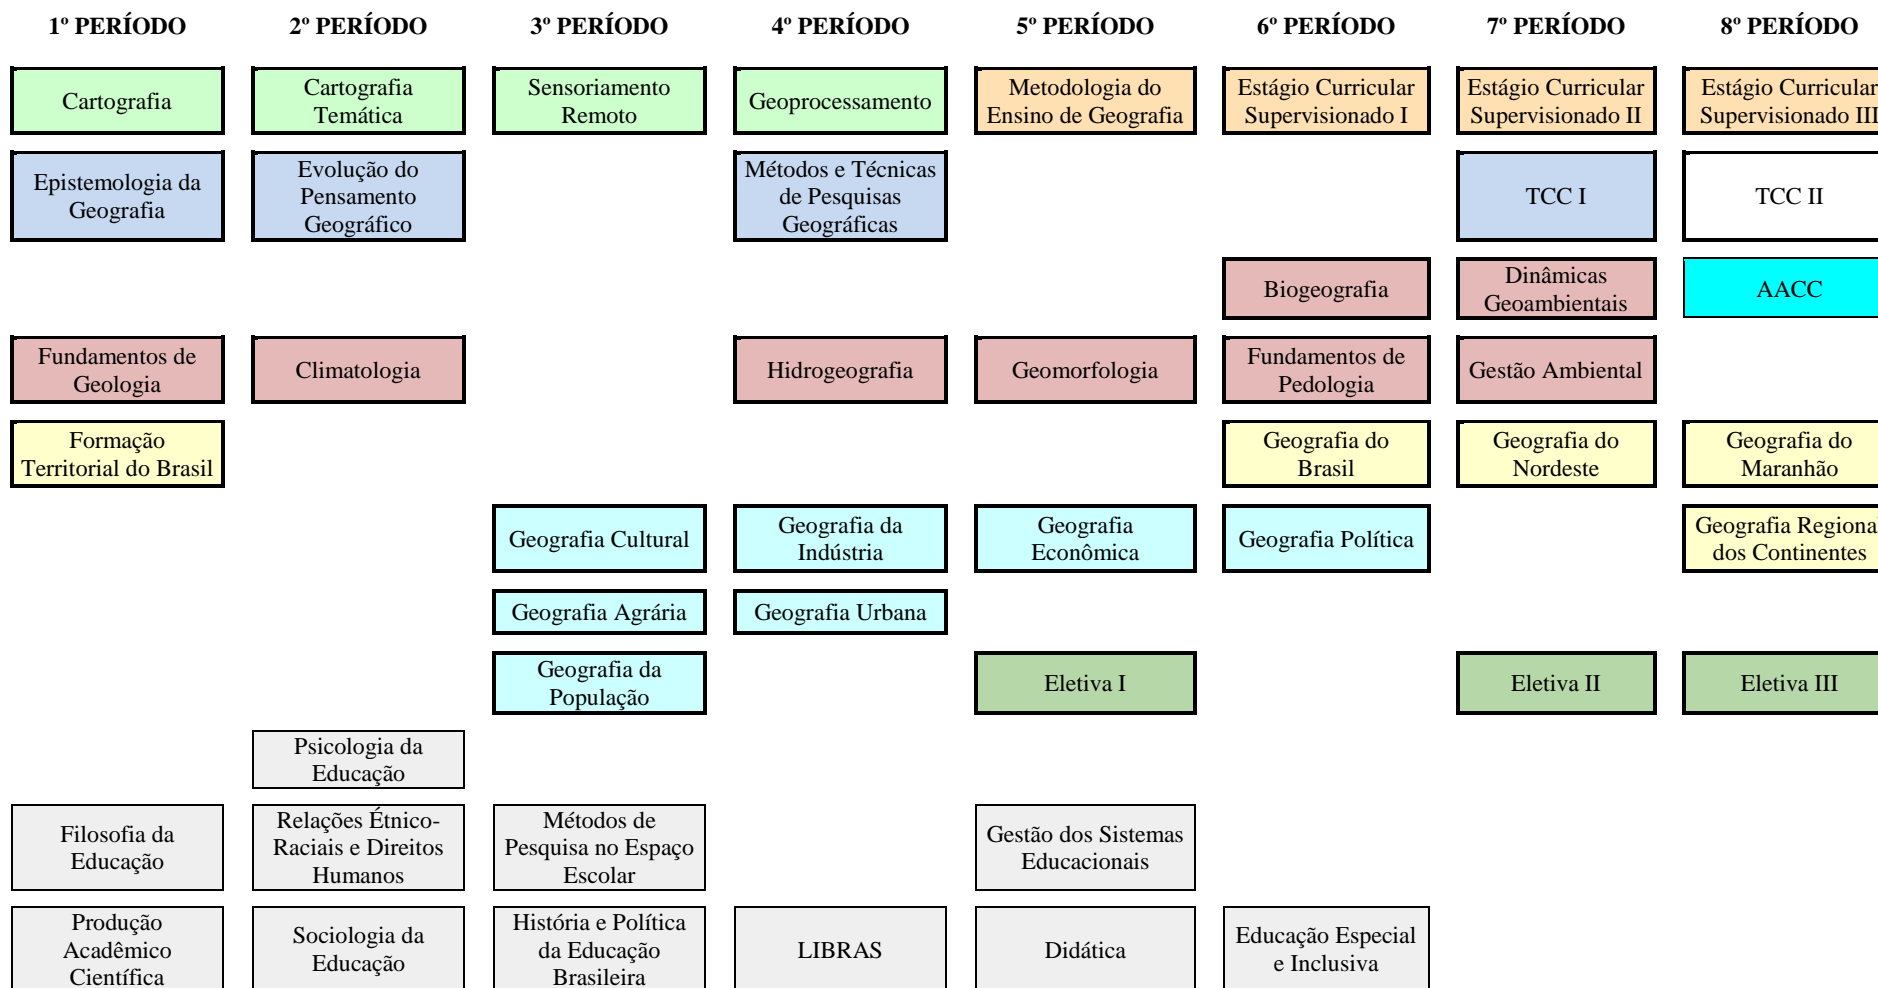 1º PERÍODO
2º PERÍODO
3º PERÍODO
4º PERÍODO
5º PERÍODO
6º PERÍODO
7º PERÍODO
8º PERÍODO
Cartografia
Cartografia
Temática
Sensoriamento
Remoto
Geoprocessamento
Metodologia do
Ensino de Geografia
Estágio Curricular
Supervisionado I
Estágio Curricular
Supervisionado II
Estágio Curricular
Supervisionado III
Epistemologia da
Geografia
Evolução do
Pensamento
Geográfico
Métodos e Técnicas
de Pesquisas
Geográficas
TCC I
TCC II
Biogeografia
Dinâmicas
Geoambientais
AACC
Fundamentos de
Geologia
Climatologia
Hidrogeografia
Geomorfologia
Fundamentos de
Pedologia
Gestão Ambiental
Formação
Territorial do Brasil
Geografia do
Brasil
Geografia do
Nordeste
Geografia do
Maranhão
Geografia Cultural
Geografia da
Indústria
Geografia
Econômica
Geografia Política
Geografia Regional
dos Continentes
Geografia Agrária
Geografia Urbana
Geografia da
População
Eletiva I
Eletiva II
Eletiva III
Psicologia da
Educação
Filosofia da
Educação
Relações Étnico-
Raciais e Direitos
Humanos
Métodos de
Pesquisa no Espaço
Escolar
Gestão dos Sistemas
Educacionais
Produção
Acadêmico
Científica
Sociologia da
Educação
História e Política
da Educação
Brasileira
LIBRAS
Didática
Educação Especial
e Inclusiva